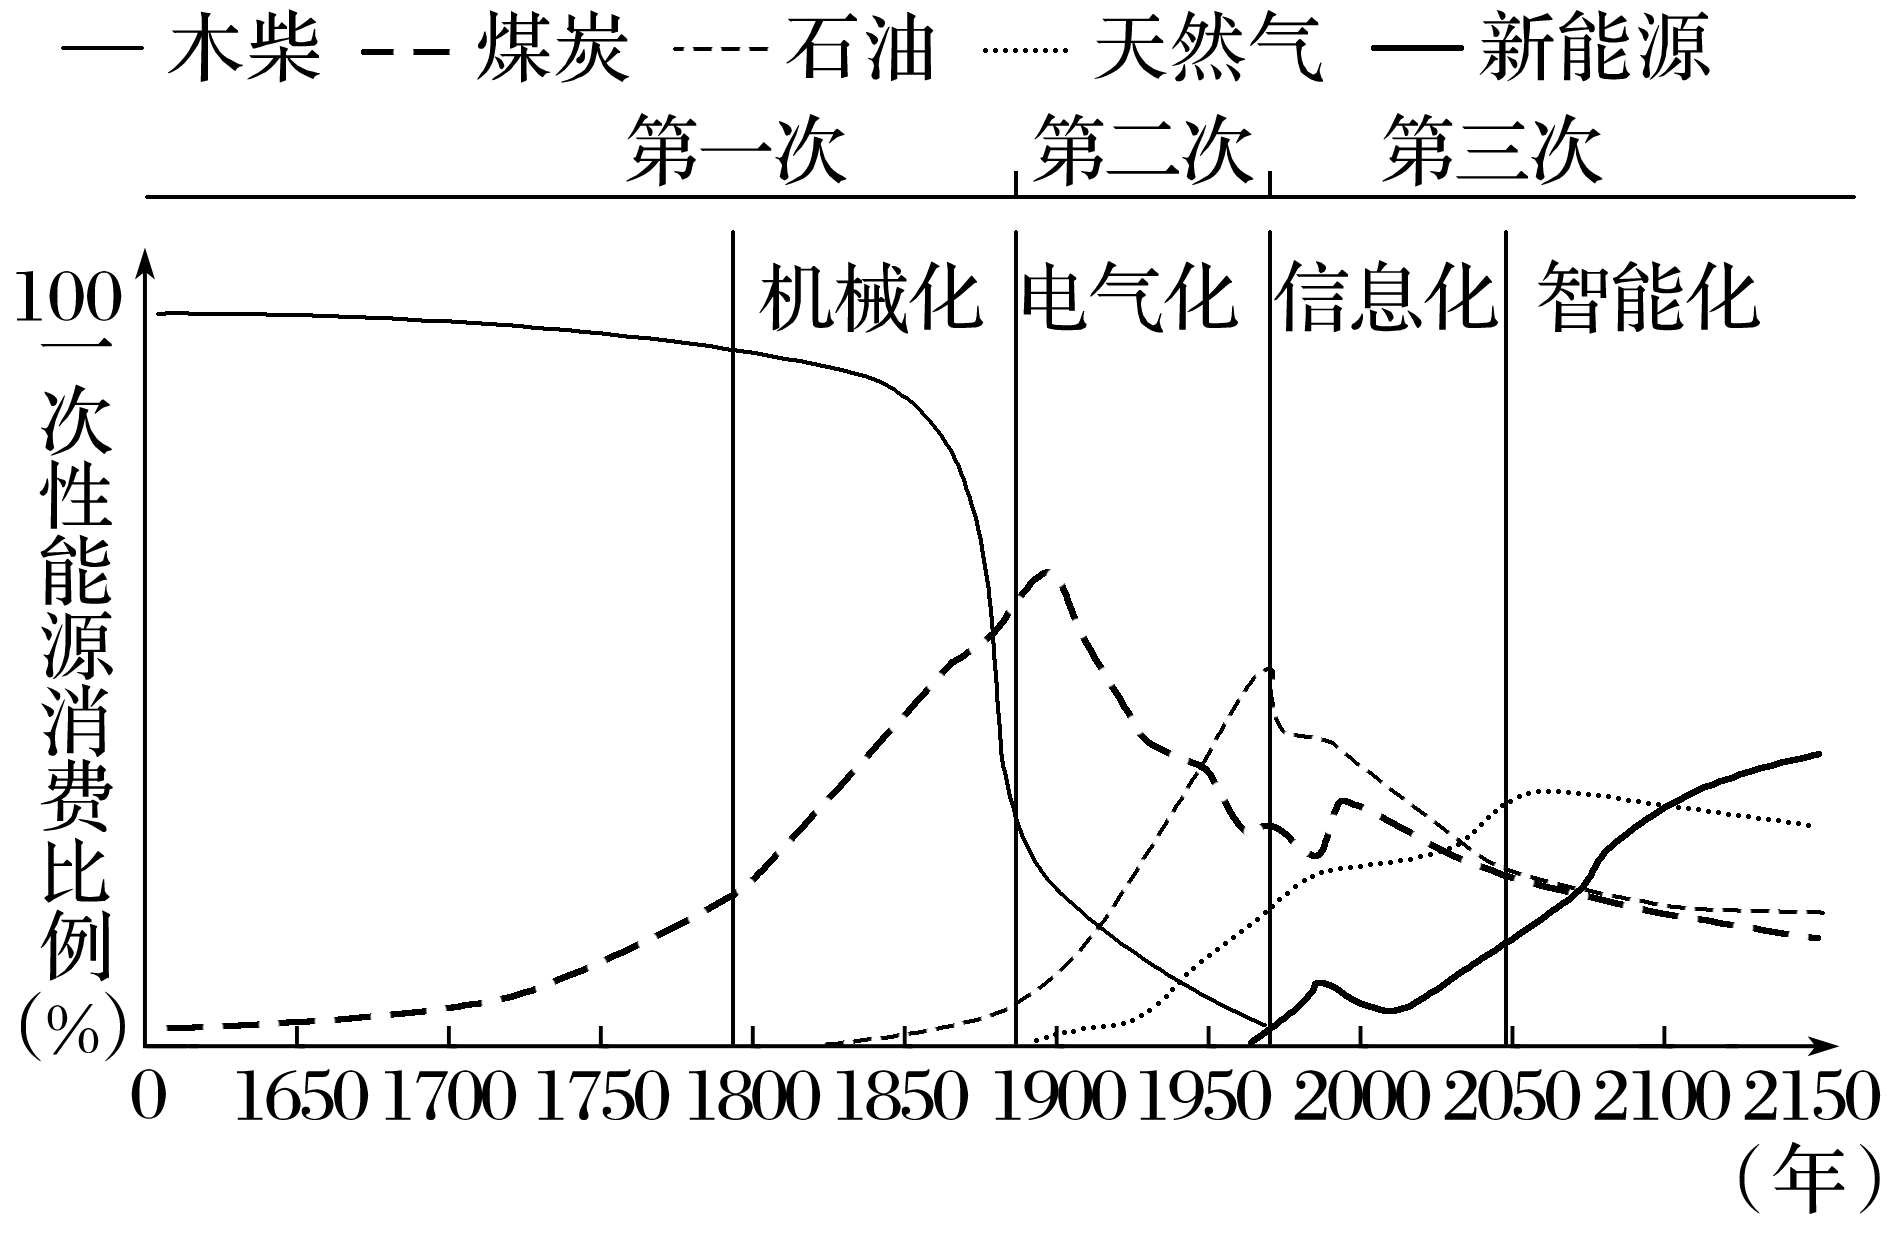 木柴 煤炭 石油 天然气 新能源
第一次 第二次 第三次
机械化 电气化 信息化 智能化
100
一次性能源消费比例(%)
0 1650 1700 1750 1800 1850 1900 1950 2000 2050 2100 2150
(年)